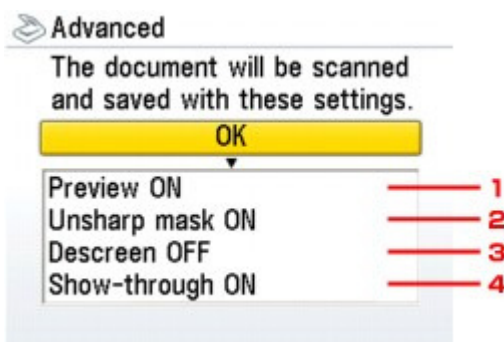 Advanced
The document will be scanned
and saved with these settings.
OK
Preview ON 1
Unsharp mask ON 2
Descreen OFF 3
Show-through ON 4